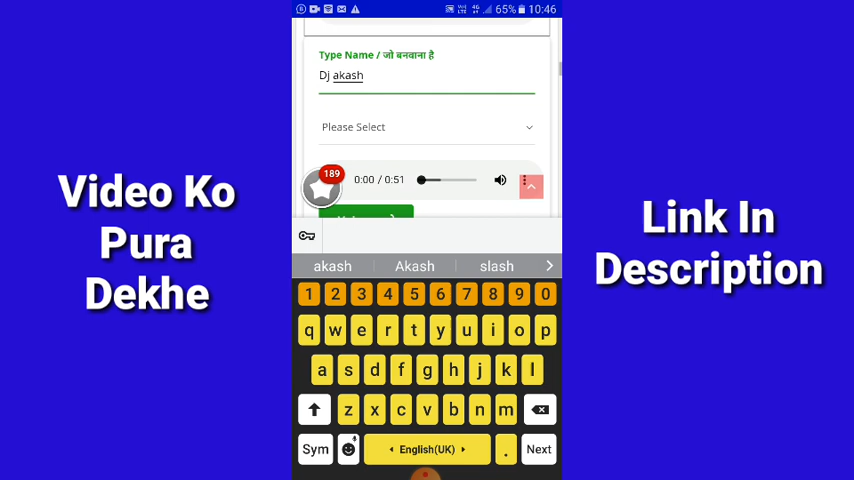 65% 10:46
Type Name / जो बनवाना है
Dj akash
Please Select
189
0:00 / 0:51
Video Ko
Pura
Dekhe
Link In
Description
akash Akash slash
1 2 3 4 5 6 7 8 9 0
q w e r t y u i o p
a s d f g h j k l
z x c v b n m
Sym English(UK) . Next